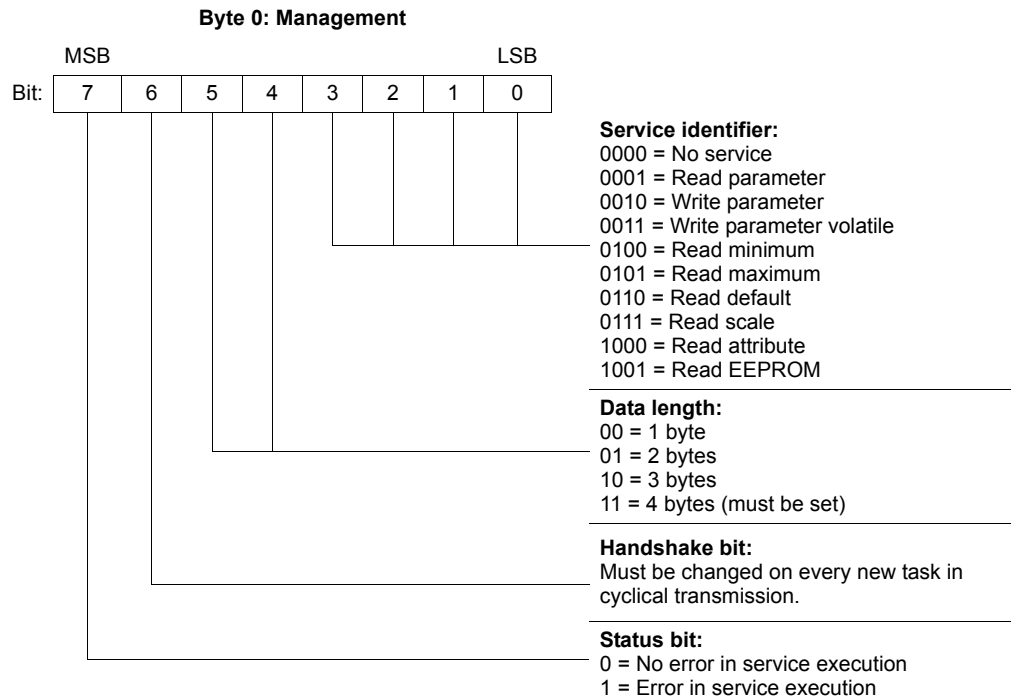 Byte 0: Management
MSB LSB
Bit: 7 6 5 4 3 2 1 0
Service identifier:
0000 = No service
0001 = Read parameter
0010 = Write parameter
0011 = Write parameter volatile
0100 = Read minimum
0101 = Read maximum
0110 = Read default
0111 = Read scale
1000 = Read attribute
1001 = Read EEPROM
Data length:
00 = 1 byte
01 = 2 bytes
10 = 3 bytes
11 = 4 bytes (must be set)
Handshake bit:
Must be changed on every new task in
cyclical transmission.
Status bit:
0 = No error in service execution
1 = Error in service execution